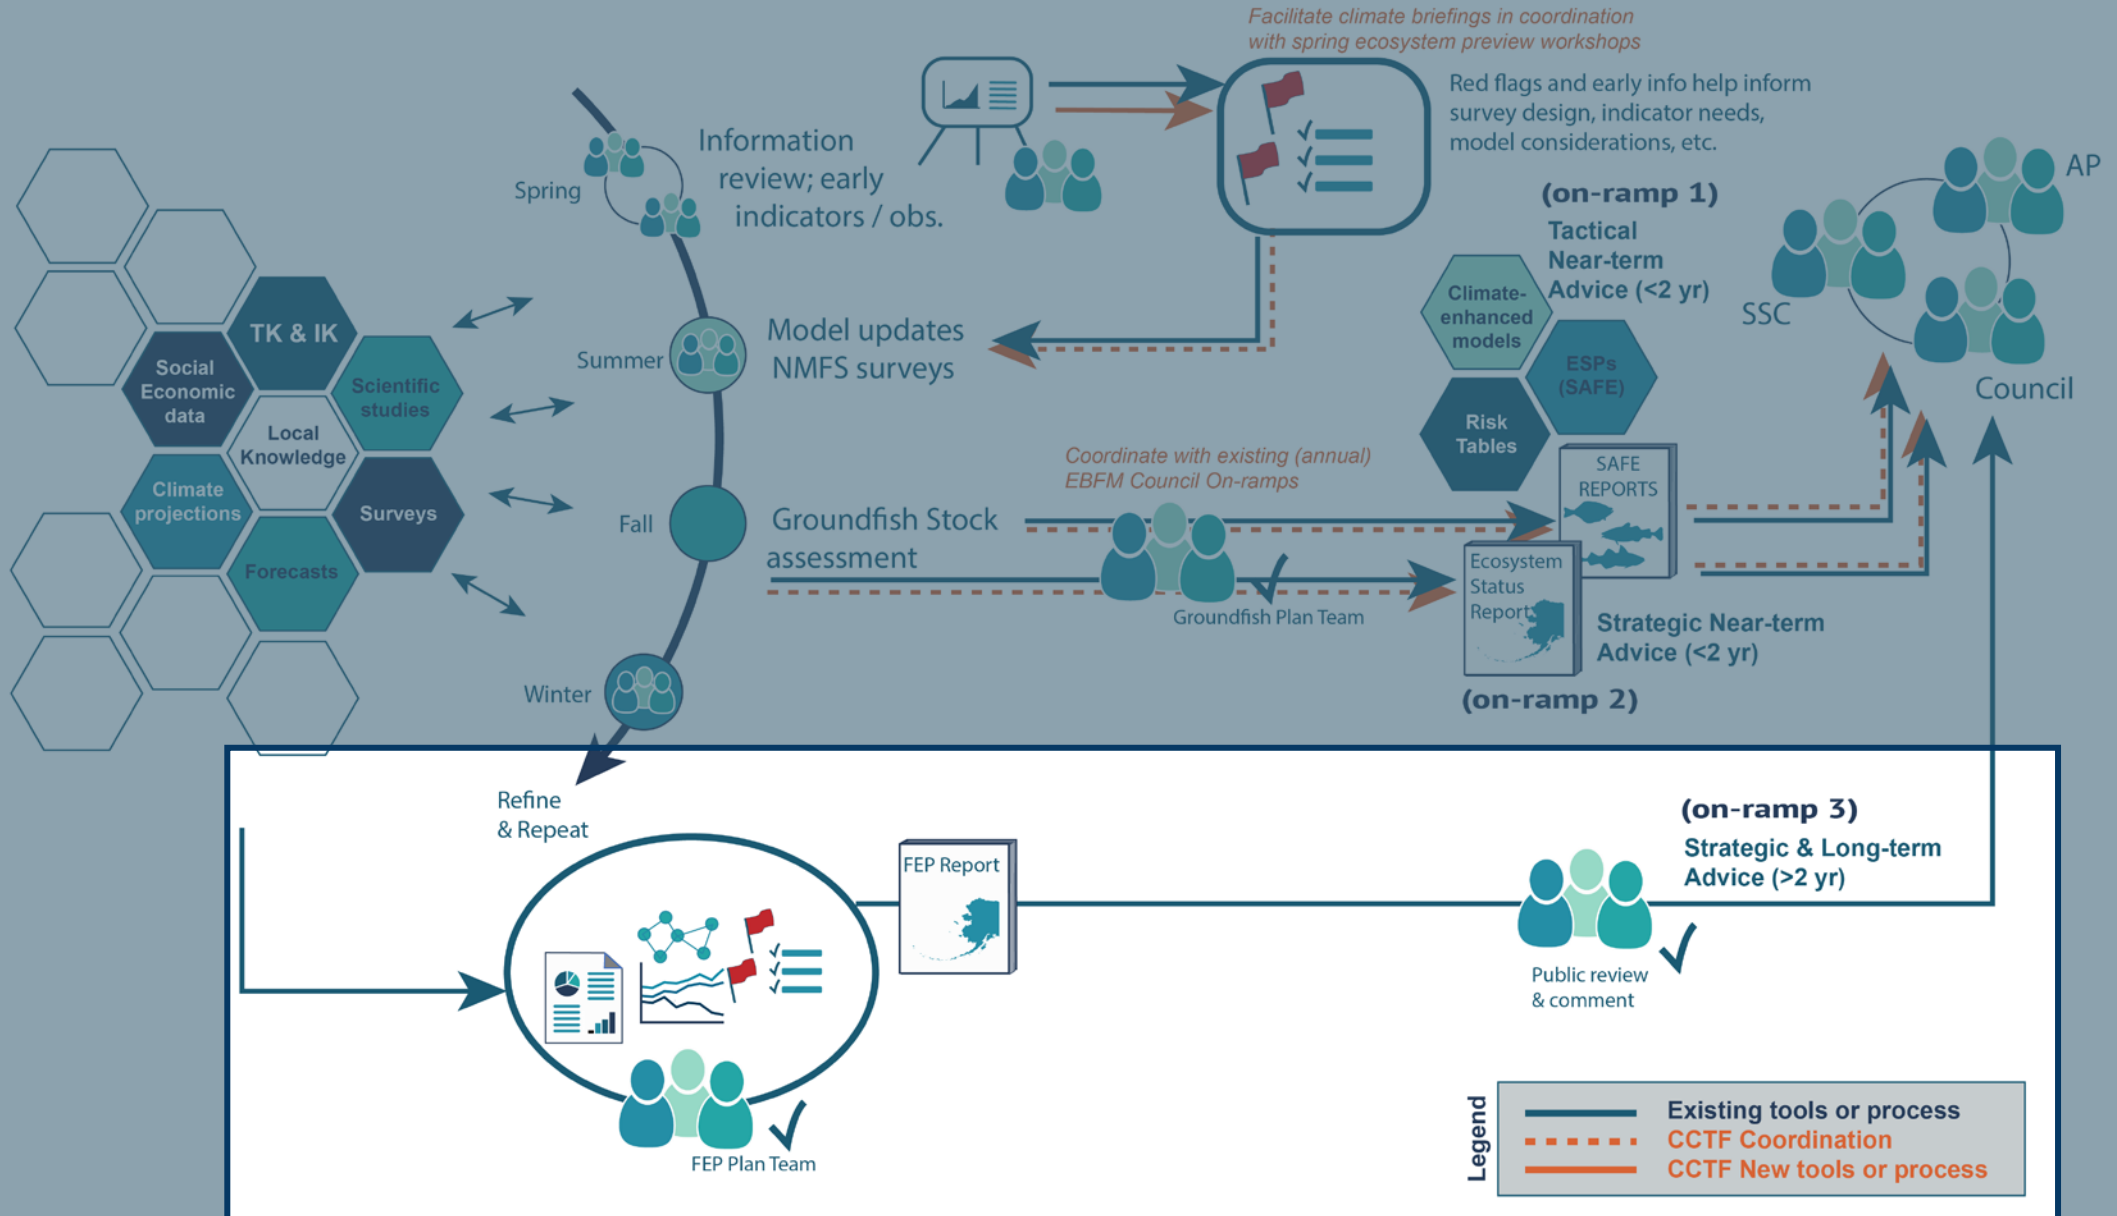 Facilitate climate briefings in coordination
with spring ecosystem preview workshops
Red flags and early info help inform
survey design, indicator needs,
model considerations, etc.
Information
review; early
indicators / obs.
Spring
(on-ramp 1)
Tactical
Near-term
Advice (<2 yr)
AP
SSC
Council
Climate-
enhanced
models
ESPs
(SAFE)
Risk
Tables
TK & IK
Social
Economic
data
Scientific
studies
Local
Knowledge
Climate
projections
Surveys
Forecasts
Summer
Model updates
NMFS surveys
Coordinate with existing (annual)
EBFM Council On-ramps
Fall
Groundfish Stock
assessment
Groundfish Plan Team
SAFE
REPORTS
Ecosystem
Status
Report
Strategic Near-term
Advice (<2 yr)
(on-ramp 2)
Winter
Refine
& Repeat
FEP Report
(on-ramp 3)
Strategic & Long-term
Advice (>2 yr)
Public review
& comment
FEP Plan Team
Legend
Existing tools or process
CCTF Coordination
CCTF New tools or process